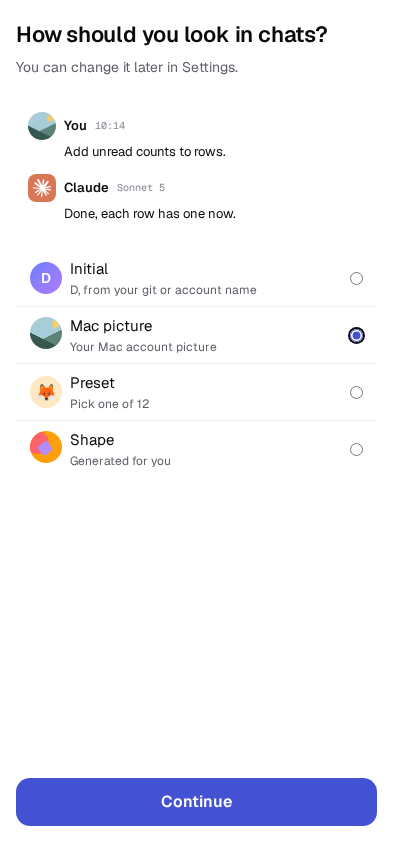 How should you look in chats?
You can change it later in Settings.
You 10:14
Add unread counts to rows.
Claude Sonnet 5
Done, each row has one now.
D
Initial
D, from your git or account name
Mac picture
Your Mac account picture
Preset
Pick one of 12
Shape
Generated for you
Continue